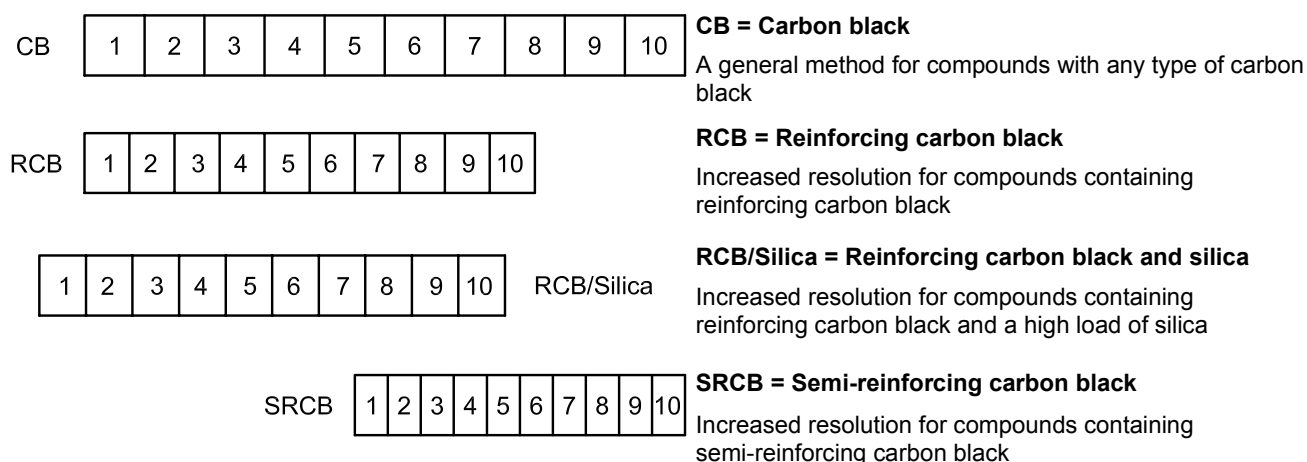 CB 1 2 3 4 5 6 7 8 9 10
CB = Carbon black
A general method for compounds with any type of carbon
black
RCB 1 2 3 4 5 6 7 8 9 10
RCB = Reinforcing carbon black
Increased resolution for compounds containing
reinforcing carbon black
1 2 3 4 5 6 7 8 9 10 RCB/Silica
RCB/Silica = Reinforcing carbon black and silica
Increased resolution for compounds containing
reinforcing carbon black and a high load of silica
SRCB 1 2 3 4 5 6 7 8 9 10
SRCB = Semi-reinforcing carbon black
Increased resolution for compounds containing
semi-reinforcing carbon black